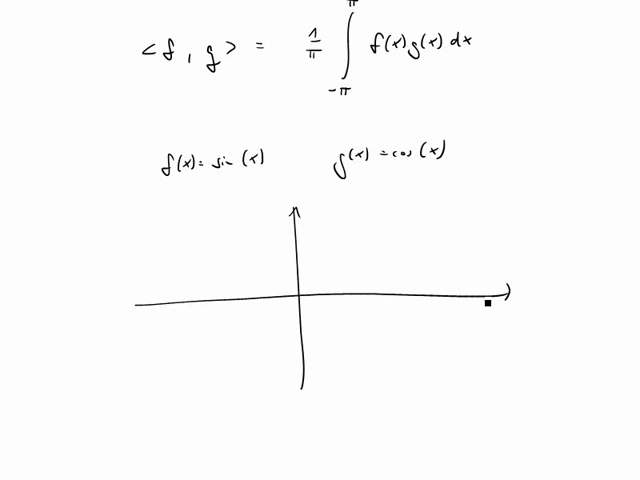 <f, g> = 1/π ∫_{-π}^{π} f(x)g(x) dx
f(x) = sin(x) g(x) = cos(x)